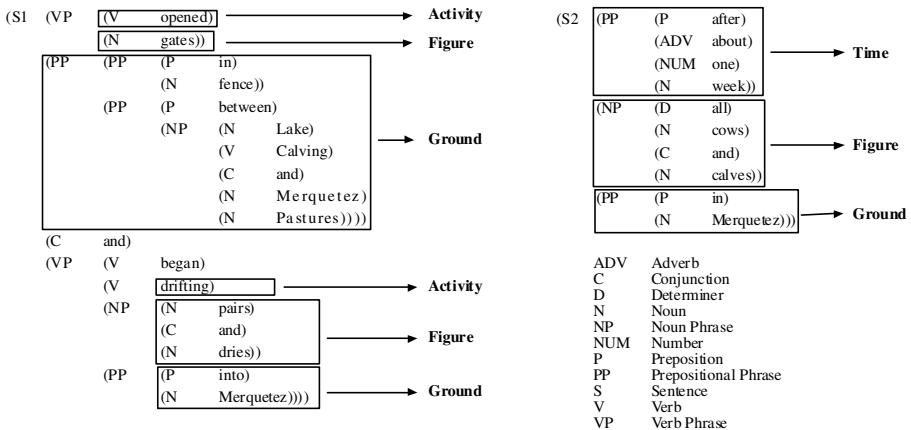 (S1 (VP (V opened) Activity
(N gates)) Figure
(PP (PP (P in)
(N fence))
(PP (P between)
(NP (N Lake)
(V Calving) Ground
(C and)
(N Merquetez)
(N Pastures))))
(C and)
(VP (V began)
(V drifting) Activity
(NP (N pairs)
(C and) Figure
(N dries))
(PP (P into)
(N Merquetez)))) Ground
(S2 (PP (P after)
(ADV about) Time
(NUM one)
(N week))
(NP (D all)
(N cows)
(C and) Figure
(N calves))
(PP (P in)
(N Merquetez))) Ground
ADV Adverb
C Conjunction
D Determiner
N Noun
NP Noun Phrase
NUM Number
P Preposition
PP Prepositional Phrase
S Sentence
V Verb
VP Verb Phrase